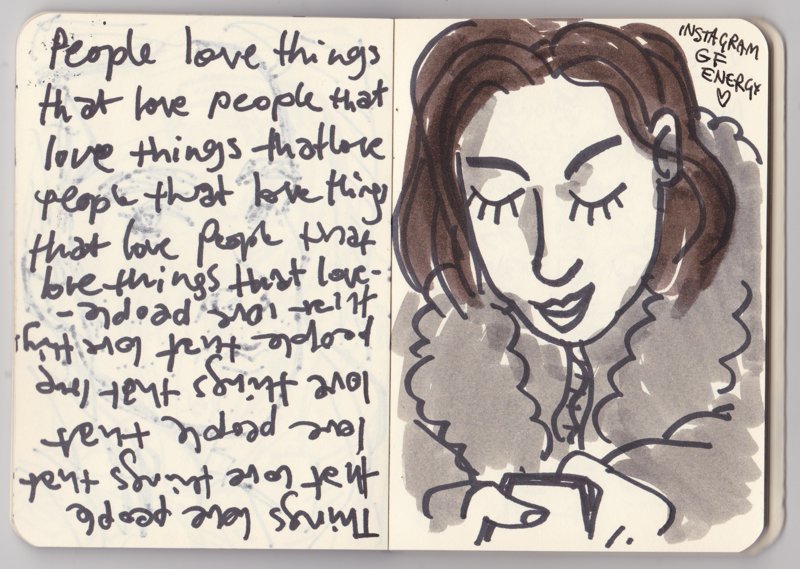 People love things
that love people that
love things that love
people that love things
that love people that
love things that love-
Things love people
that love things that
love people that
love things that love
people that love things
that love people-
INSTAGRAM
GF
ENERGY